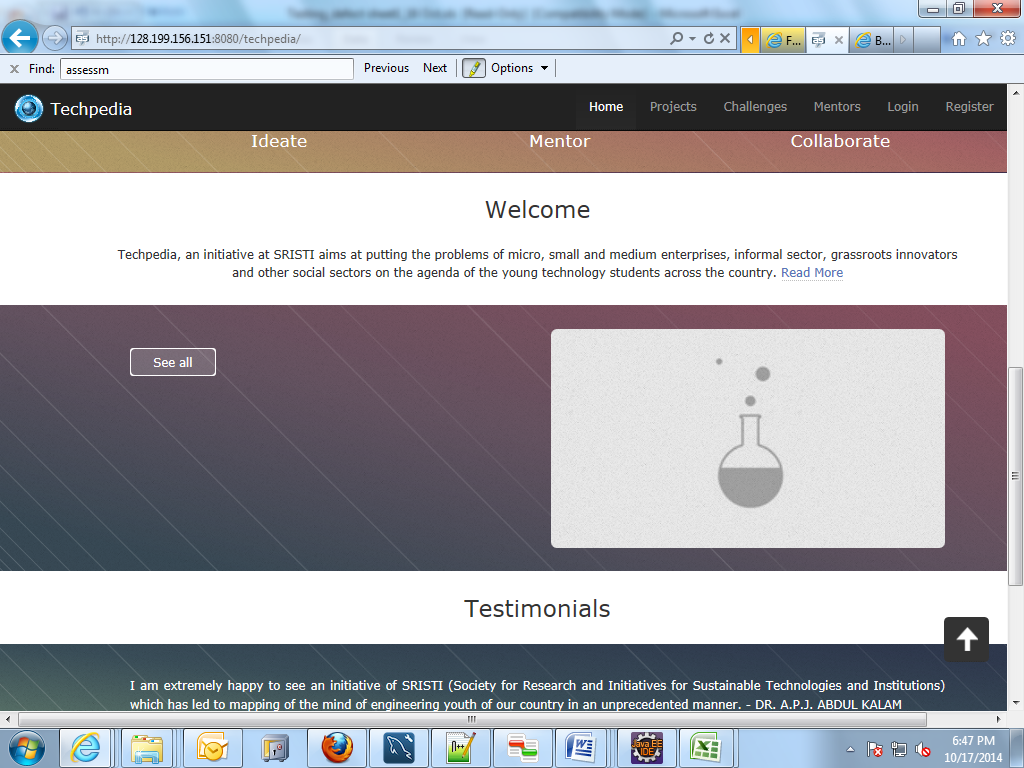 http://128.199.156.151:8080/techpedia/
F...
B...
x Find: assessm Previous Next Options
Techpedia Home Projects Challenges Mentors Login Register
Ideate Mentor Collaborate
Welcome
Techpedia, an initiative at SRISTI aims at putting the problems of micro, small and medium enterprises, informal sector, grassroots innovators
and other social sectors on the agenda of the young technology students across the country. Read More
See all
Testimonials
I am extremely happy to see an initiative of SRISTI (Society for Research and Initiatives for Sustainable Technologies and Institutions)
which has led to mapping of the mind of engineering youth of our country in an unprecedented manner. - DR. A.P.J. ABDUL KALAM
Java EE
IDE
6:47 PM
10/17/2014